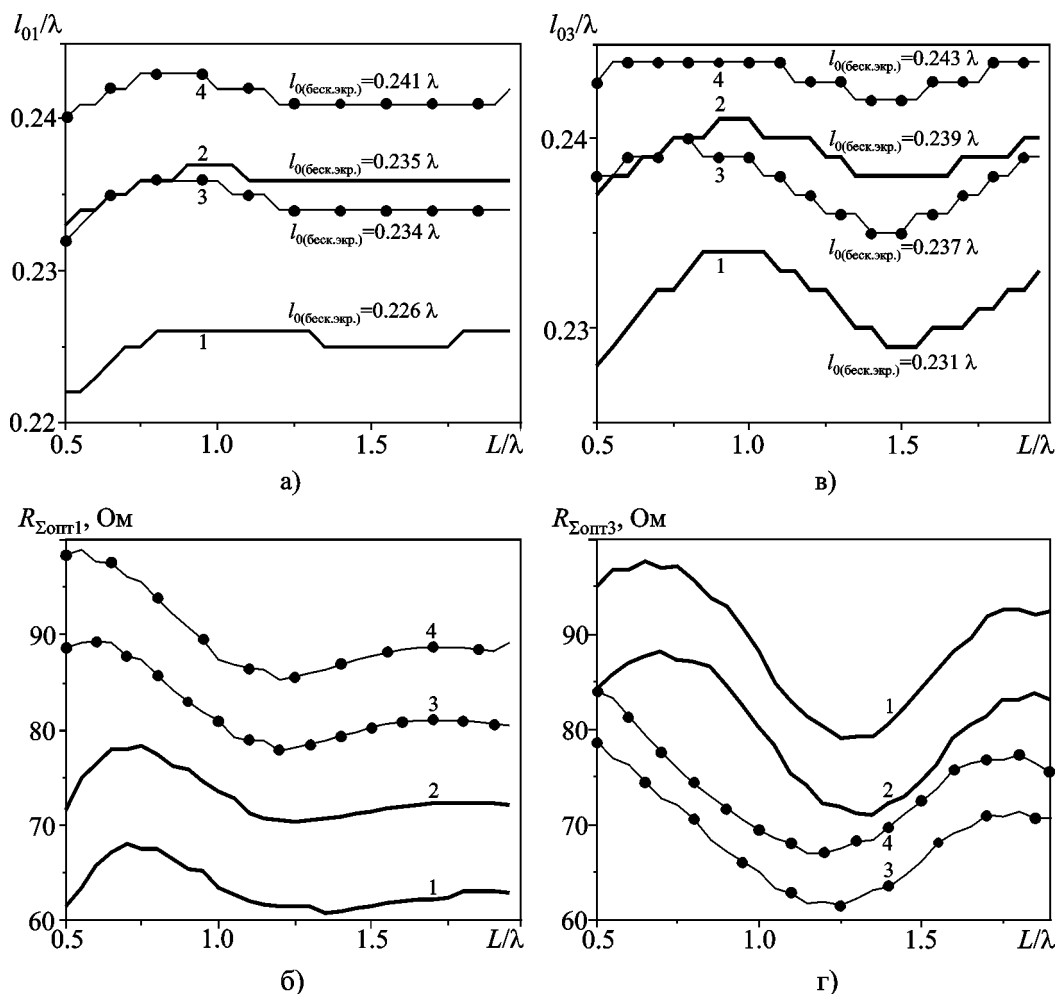 l₀₁/λ
0.24
0.23
0.22
4
l₀(беск.экр.)=0.241 λ
2
l₀(беск.экр.)=0.235 λ
3
l₀(беск.экр.)=0.234 λ
l₀(беск.экр.)=0.226 λ
1
0.5
1.0
1.5
L/λ
а)
l₀₃/λ
0.24
0.23
l₀(беск.экр.)=0.243 λ
4
2
l₀(беск.экр.)=0.239 λ
3
l₀(беск.экр.)=0.237 λ
1
l₀(беск.экр.)=0.231 λ
0.5
1.0
1.5
L/λ
в)
R_Σопт1, Ом
90
80
70
60
4
3
2
1
0.5
1.0
1.5
L/λ
б)
R_Σопт3, Ом
90
80
70
60
1
2
4
3
0.5
1.0
1.5
L/λ
г)